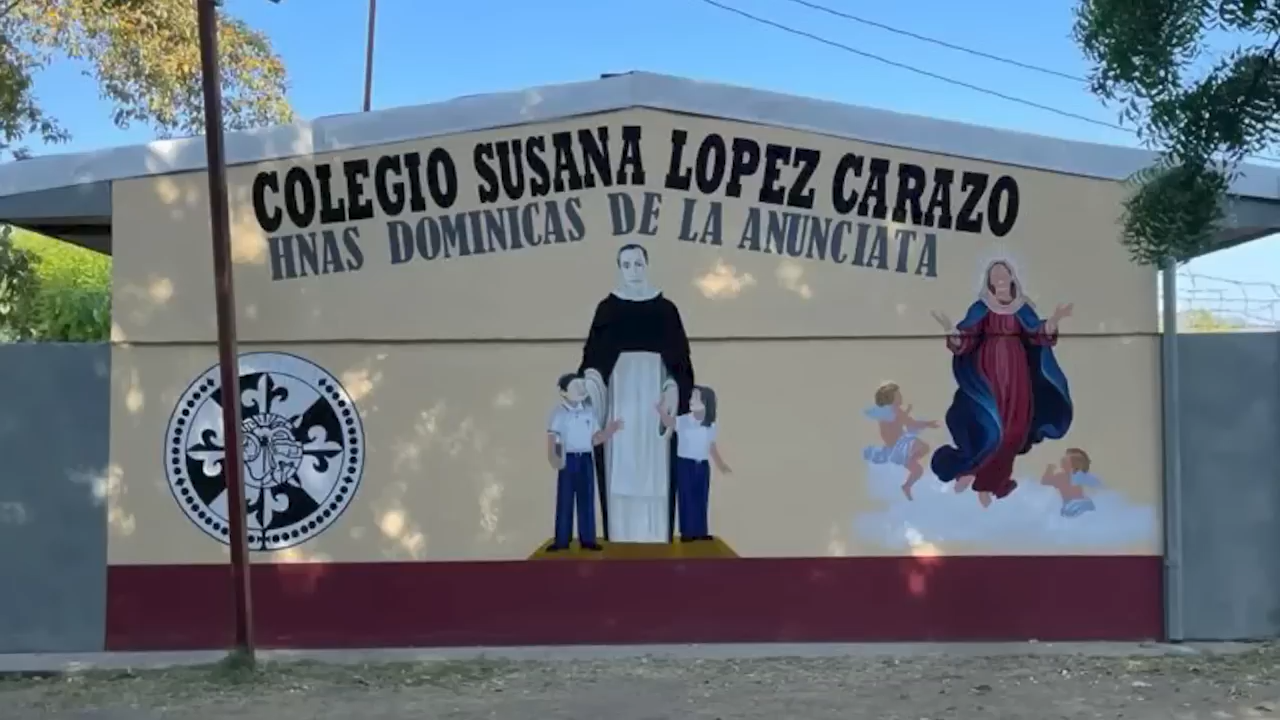 COLEGIO SUSANA LOPEZ CARAZO
HNAS DOMINICAS DE LA ANUNCIATA